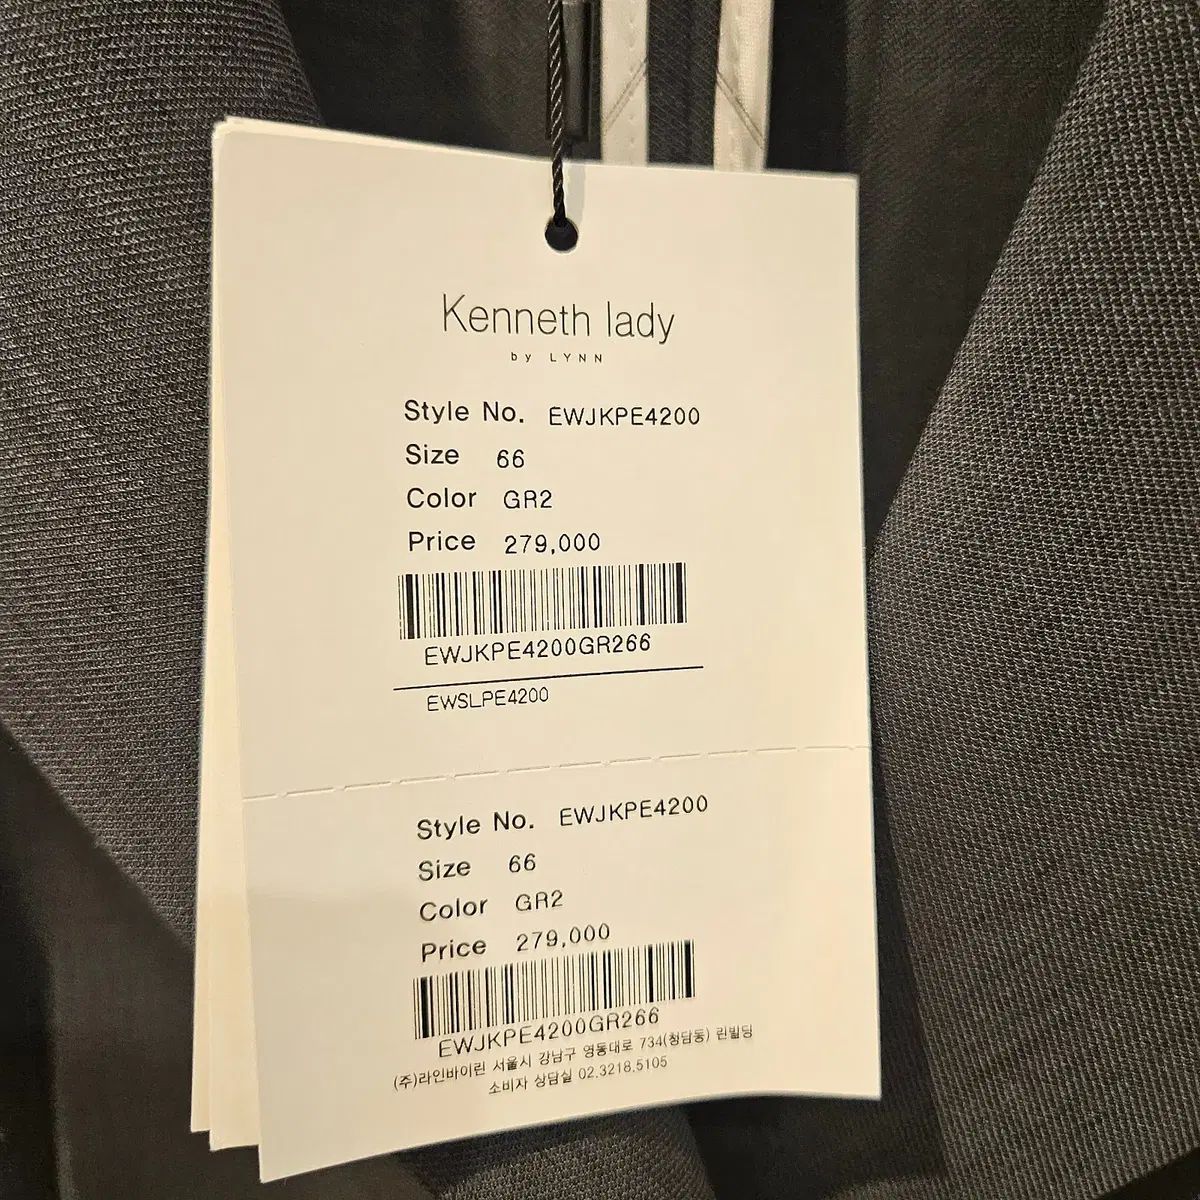 Kenneth lady
by LYNN
Style No. EWJKPE4200
Size 66
Color GR2
Price 279,000
EWJKPE4200GR266
EWSLPE4200
Style No. EWJKPE4200
Size 66
Color GR2
Price 279,000
EWJKPE4200GR266
(주)라인바이린 서울시 강남구 영동대로 734(청담동) 린빌딩
소비자 상담실 02.3218.5105